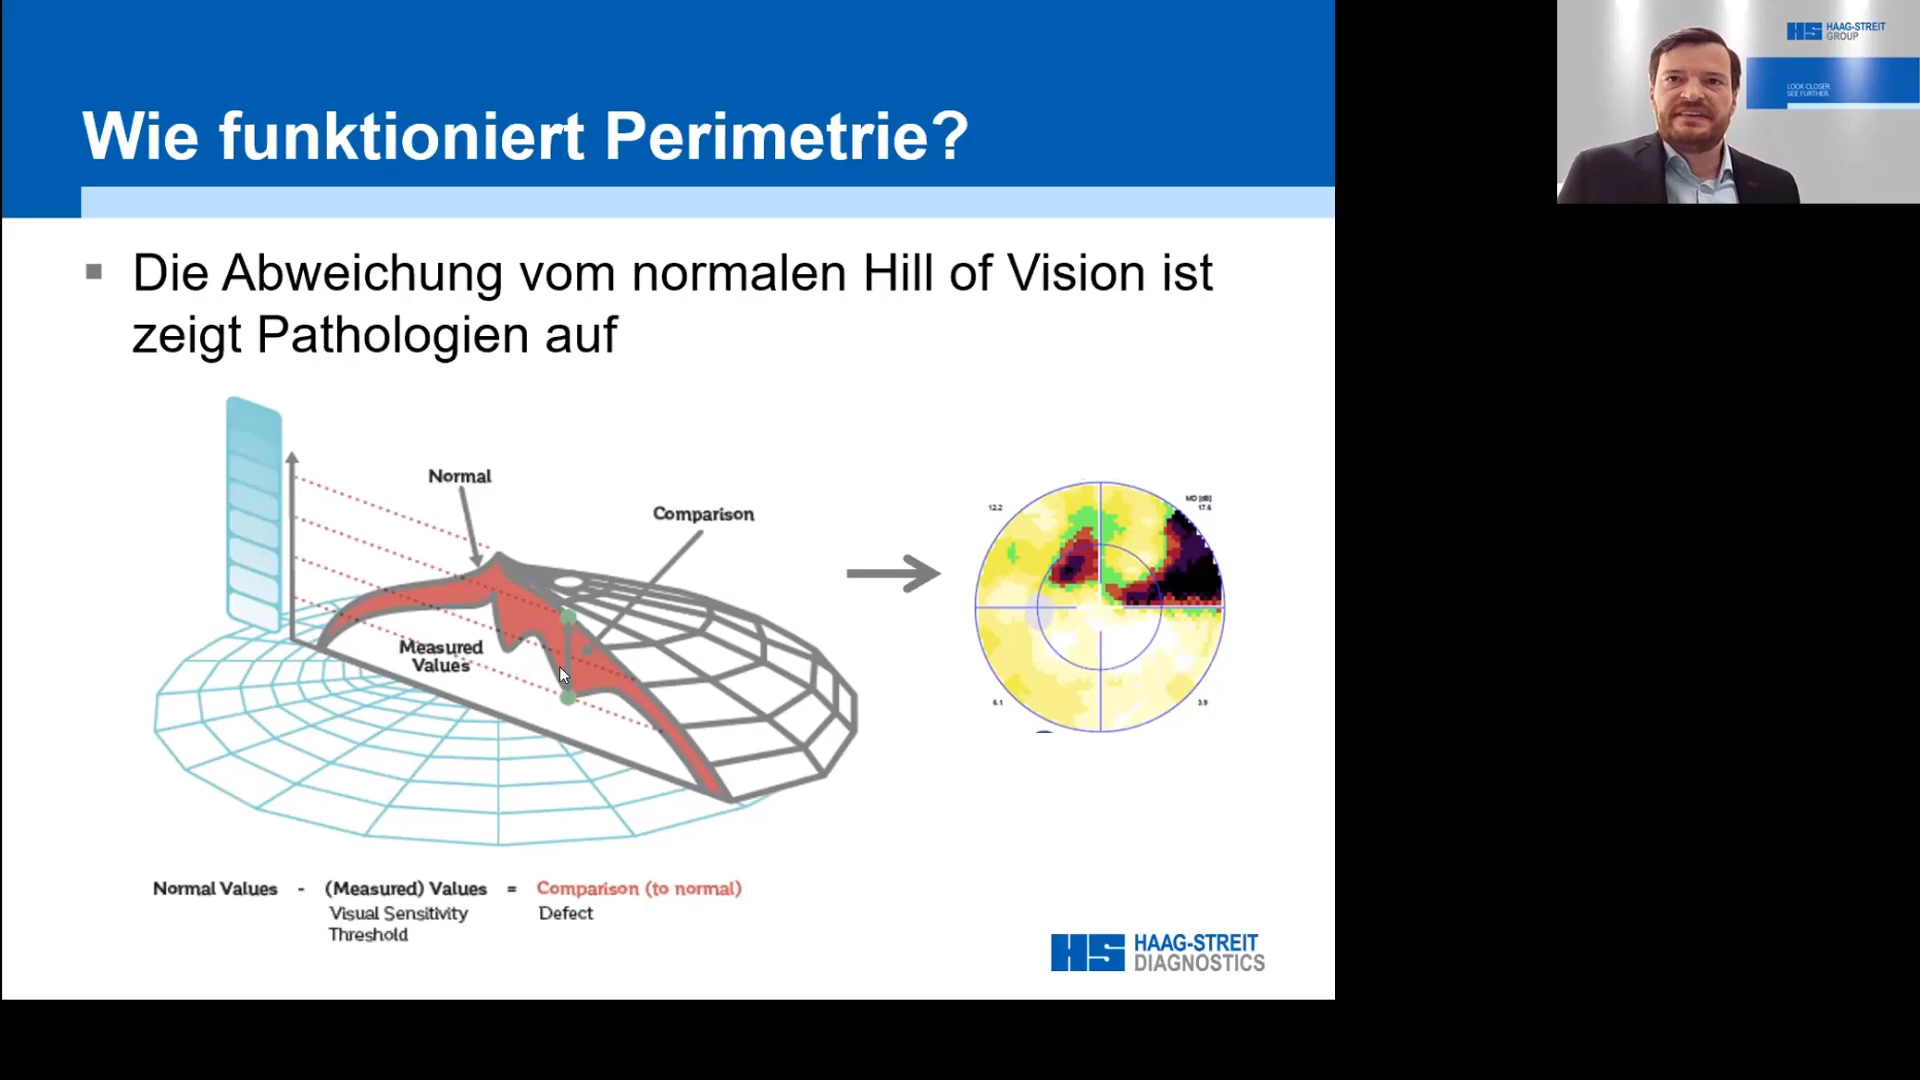 Wie funktioniert Perimetrie?
Die Abweichung vom normalen Hill of Vision ist
zeigt Pathologien auf
Normal
Comparison
Measured
Values
MD [dB]
12.2
17.6
6.1
3.9
Normal Values - (Measured) Values = Comparison (to normal)
Visual Sensitivity Defect
Threshold
HS HAAG-STREIT
DIAGNOSTICS
HS HAAG-STREIT
GROUP
LOOK CLOSER.
SEE FURTHER.